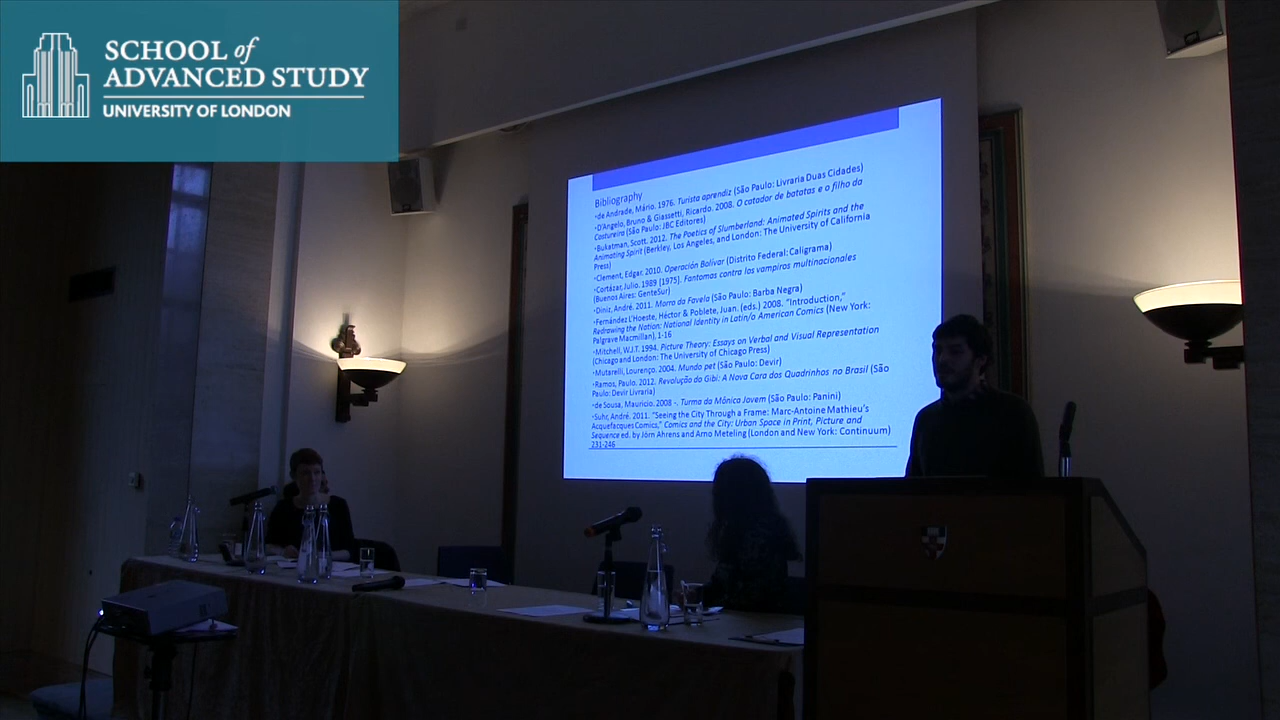 SCHOOL of
ADVANCED STUDY
UNIVERSITY OF LONDON
Bibliography
•de Andrade, Mário. 1976. Turista aprendiz (São Paulo: Livraria Duas Cidades)
•D'Angelo, Bruno & Giassetti, Ricardo. 2008. O catador de batatas e o filho da
Costureira (São Paulo: JBC Editores)
•Bukatman, Scott. 2012. The Poetics of Slumberland: Animated Spirits and the
Animating Spirit (Berkley, Los Angeles, and London: The University of California
Press)
•Clement, Edgar. 2010. Operación Bolívar (Distrito Federal: Caligrama)
•Cortázar, Julio. 1989 [1975]. Fantomas contra los vampiros multinacionales
(Buenos Aires: GenteSur)
•Diniz, André. 2011. Morro da Favela (São Paulo: Barba Negra)
•Fernández L'Hoeste, Héctor & Poblete, Juan. (eds.) 2008. "Introduction,"
Redrawing the Nation: National Identity in Latin/o American Comics (New York:
Palgrave Macmillan), 1-16
•Mitchell, W.J.T. 1994. Picture Theory: Essays on Verbal and Visual Representation
(Chicago and London: The University of Chicago Press)
•Mutarelli, Lourenço. 2004. Mundo pet (São Paulo: Devir)
•Ramos, Paulo. 2012. Revolução do Gibi: A Nova Cara dos Quadrinhos no Brasil (São
Paulo: Devir Livraria)
•de Sousa, Mauricio. 2008 -. Turma da Mônica Jovem (São Paulo: Panini)
•Suhr, André. 2011. "Seeing the City Through a Frame: Marc-Antoine Mathieu's
Acquefacques Comics," Comics and the City: Urban Space in Print, Picture and
Sequence ed. by Jörn Ahrens and Arno Meteling (London and New York: Continuum)
231-246